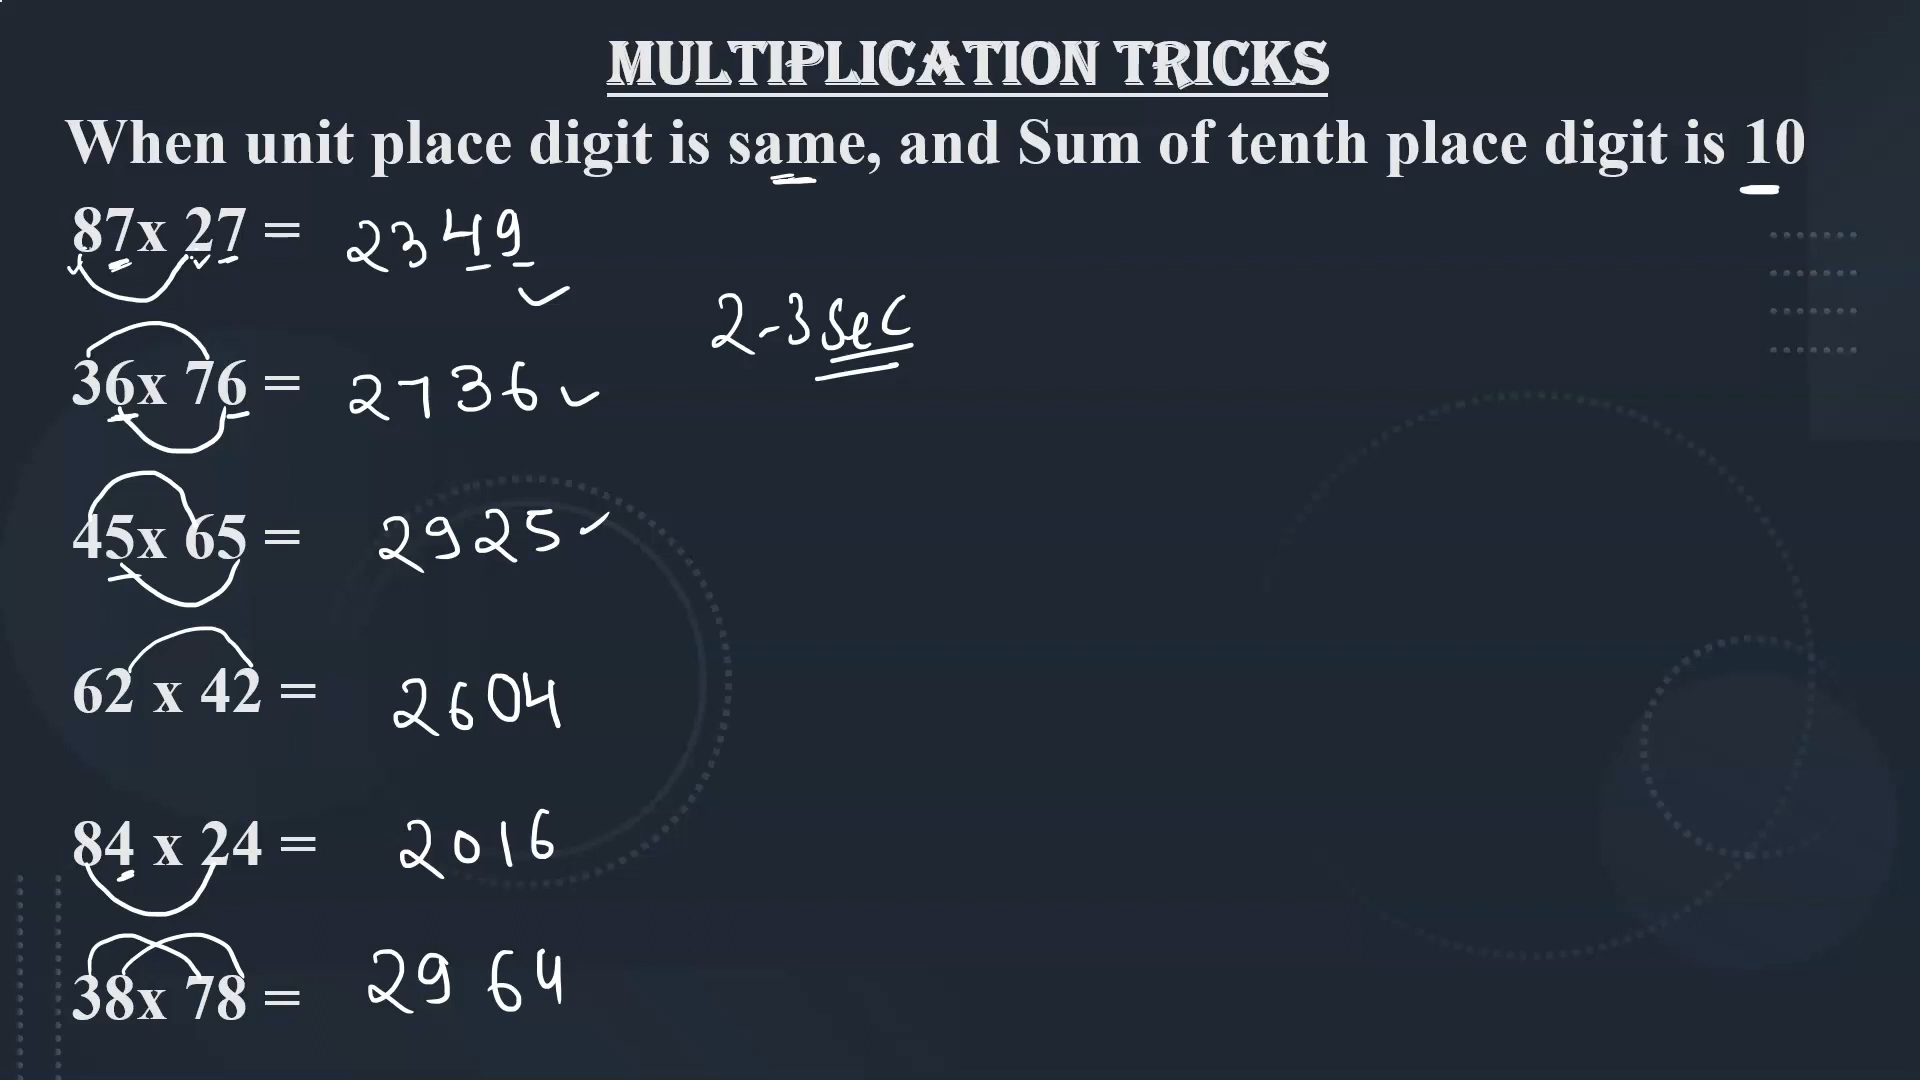 MULTIPLICATION TRICKS
When unit place digit is same, and Sum of tenth place digit is 10
87x 27 = 2349
2-3 sec
36x 76 = 2736
45x 65 = 2925
62 x 42 = 2604
84 x 24 = 2016
38x 78 = 2964